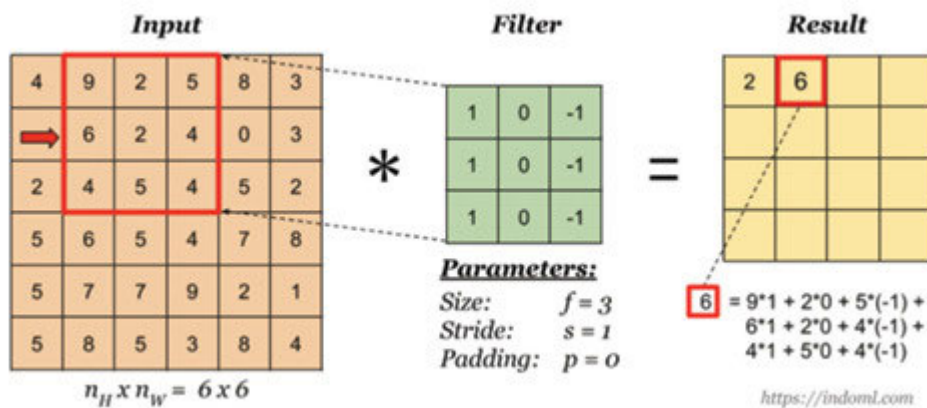 Input
Filter
Result
4 9 2 5 8 3
6 2 4 0 3
2 4 5 4 5 2
5 6 5 4 7 8
5 7 7 9 2 1
5 8 5 3 8 4
n_H x n_W = 6 x 6
*
1 0 -1
1 0 -1
1 0 -1
Parameters:
Size: f = 3
Stride: s = 1
Padding: p = 0
=
2 6
6 = 9*1 + 2*0 + 5*(-1) +
6*1 + 2*0 + 4*(-1) +
4*1 + 5*0 + 4*(-1)
https://indoml.com